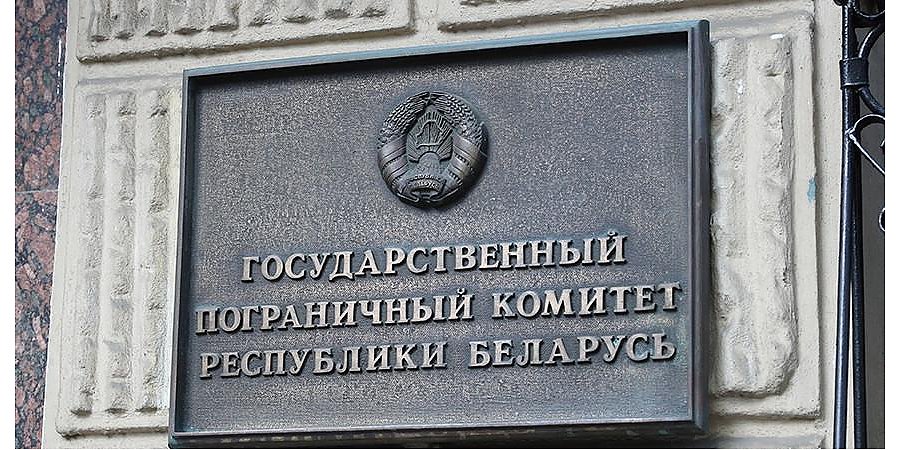 ГОСУДАРСТВЕННЫЙ
ПОГРАНИЧНЫЙ КОМИТЕТ
РЕСПУБЛИКИ БЕЛАРУСЬ